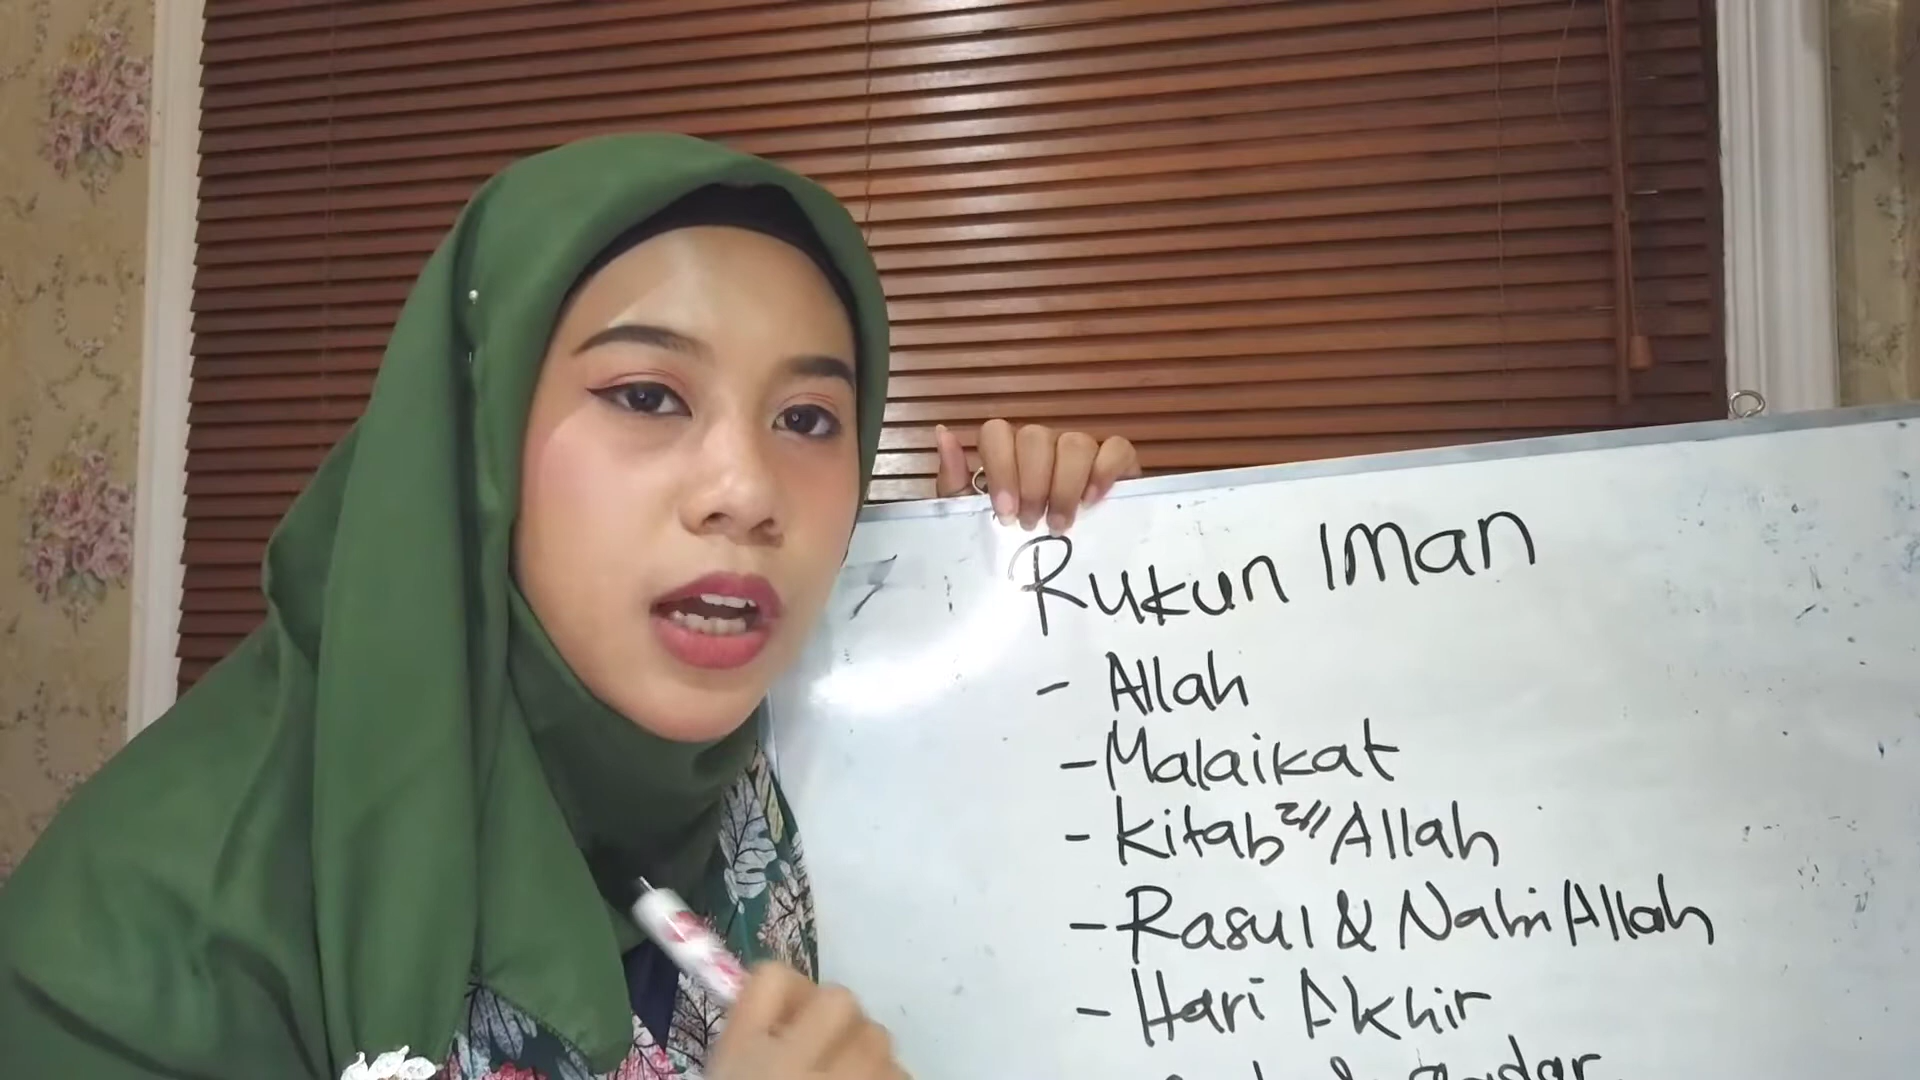 Rukun Iman
- Allah
- Malaikat
- Kitab² Allah
- Rasul & Nabi Allah
- Hari Akhir